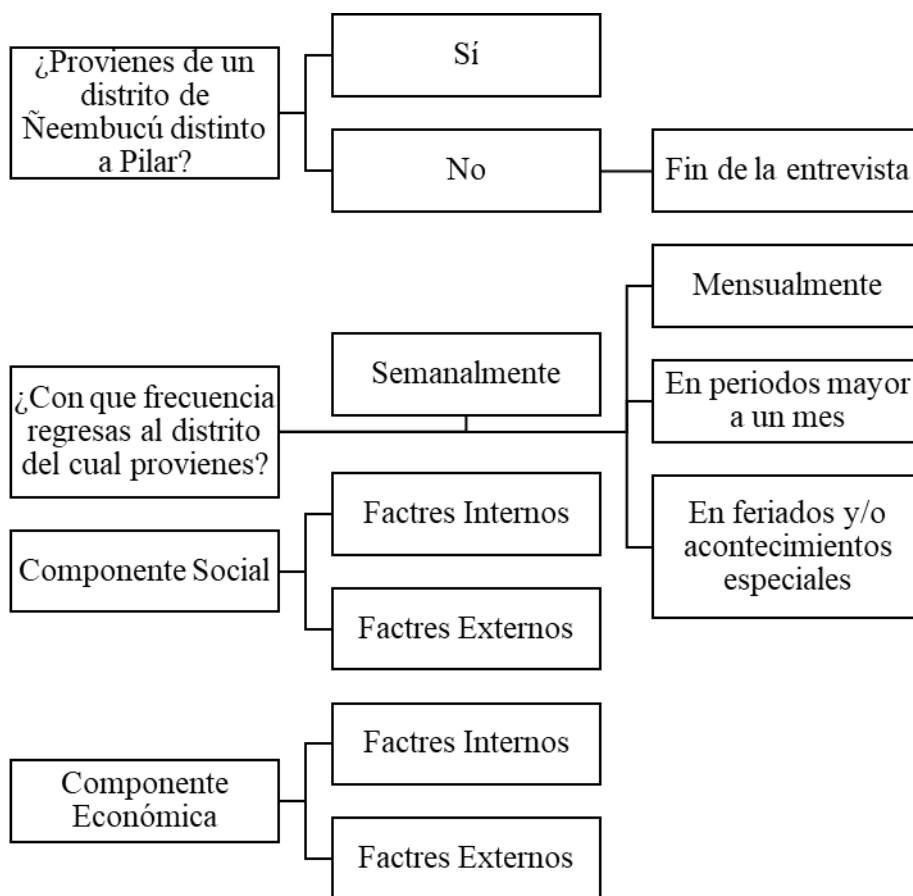 ¿Provienes de un
distrito de
Ñeembucú distinto
a Pilar?
Sí
No
Fin de la entrevista
¿Con que frecuencia
regresas al distrito
del cual provienes?
Semanalmente
Mensualmente
En periodos mayor
a un mes
En feriados y/o
acontecimientos
especiales
Componente Social
Factres Internos
Factres Externos
Componente
Económica
Factres Internos
Factres Externos